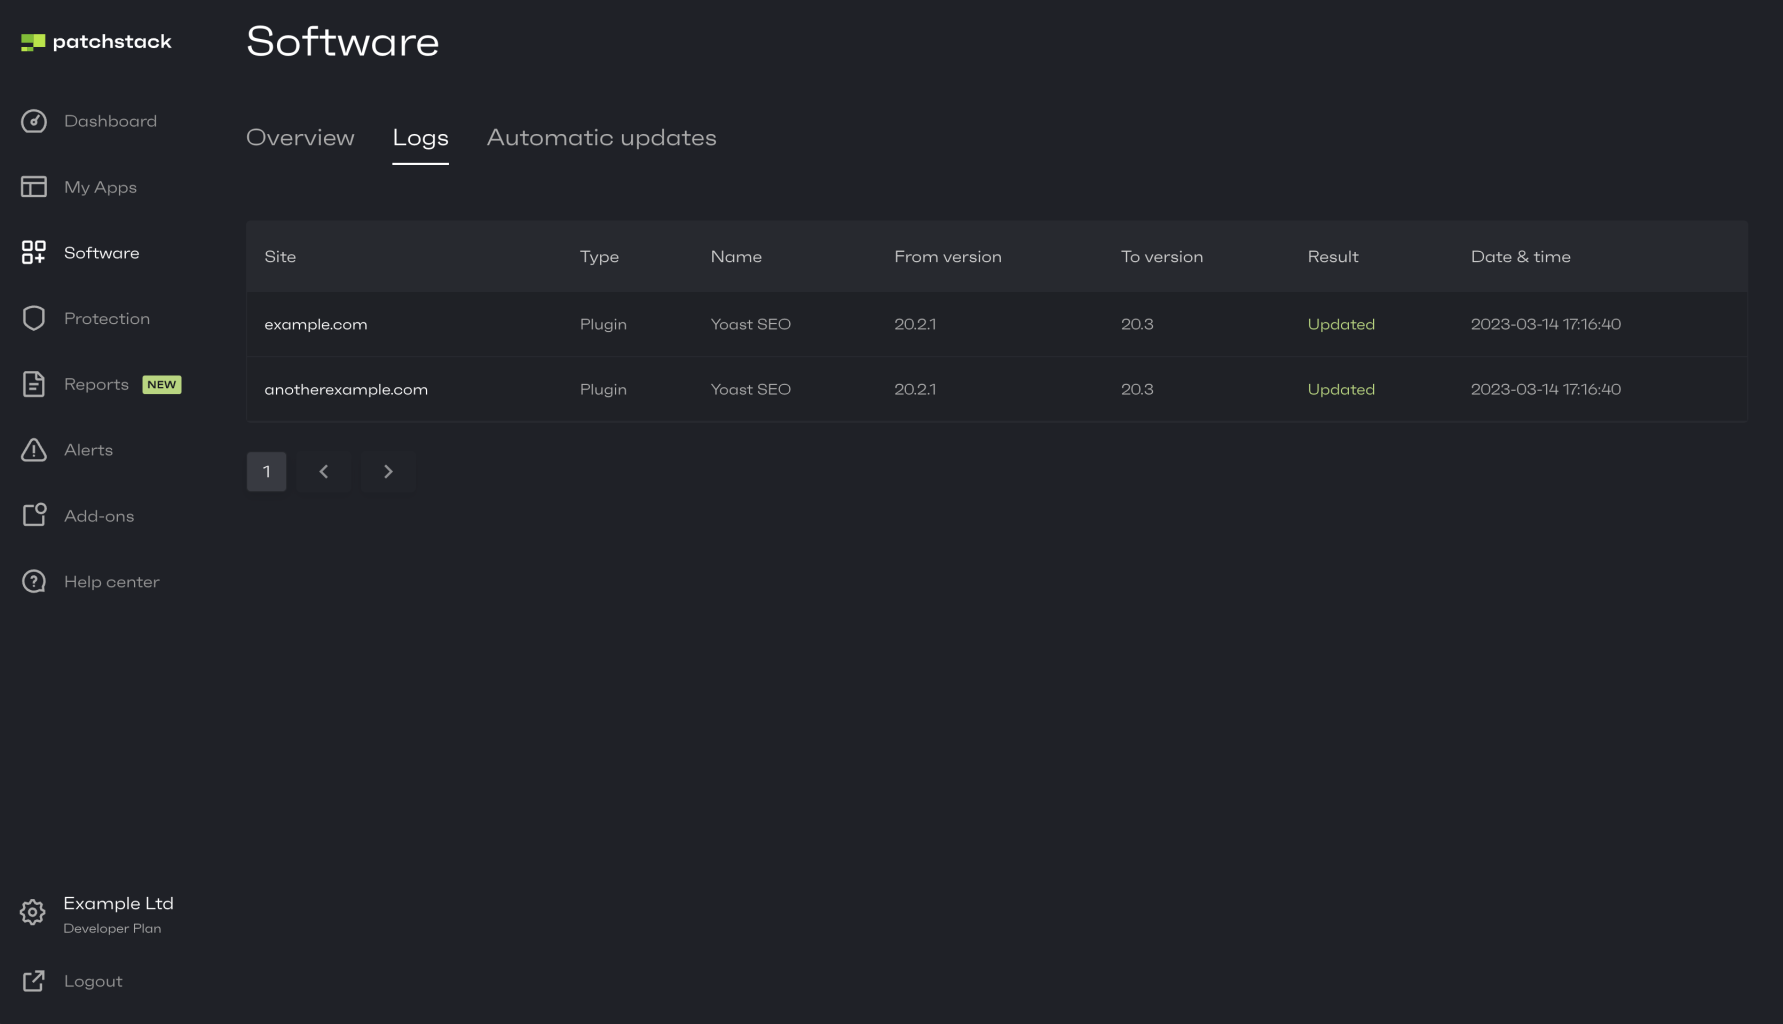 patchstack
Software
Dashboard
My Apps
Software
Protection
Reports NEW
Alerts
Add-ons
Help center
Overview Logs Automatic updates
Site Type Name From version To version Result Date & time
example.com Plugin Yoast SEO 20.2.1 20.3 Updated 2023-03-14 17:16:40
anotherexample.com Plugin Yoast SEO 20.2.1 20.3 Updated 2023-03-14 17:16:40
1
Example Ltd
Developer Plan
Logout